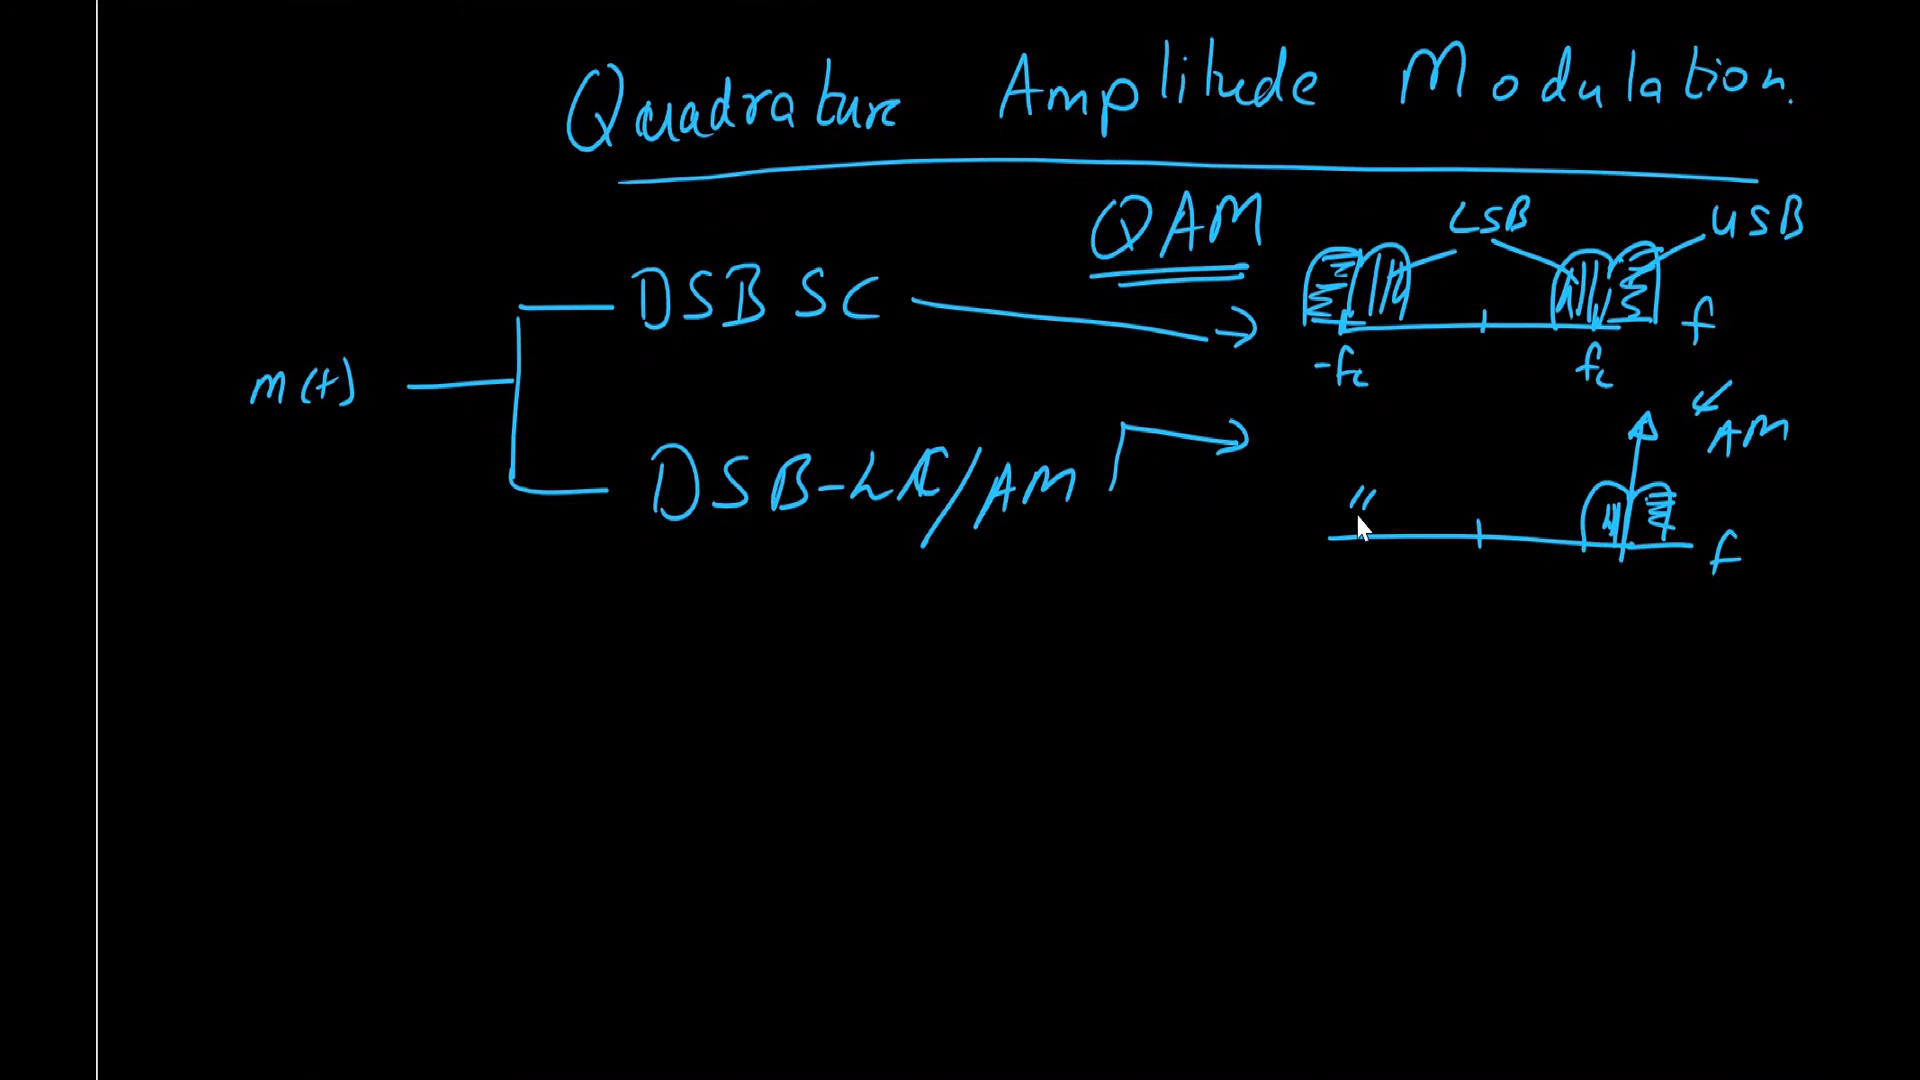 Quadrature Amplitude Modulation.
QAM
LSB USB
DSB SC
f
-fc fc
m(t)
AM
DSB-LC/AM
"
f